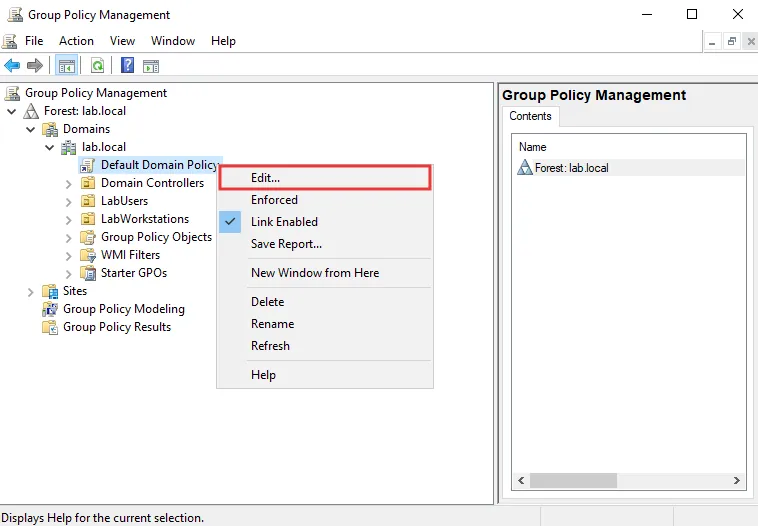 Group Policy Management
File Action View Window Help
Group Policy Management
Forest: lab.local
Domains
lab.local
Default Domain Policy
Domain Controllers
LabUsers
LabWorkstations
Group Policy Objects
WMI Filters
Starter GPOs
Sites
Group Policy Modeling
Group Policy Results
Edit...
Enforced
Link Enabled
Save Report...
New Window from Here
Delete
Rename
Refresh
Help
Group Policy Management
Contents
Name
Forest: lab.local
Displays Help for the current selection.